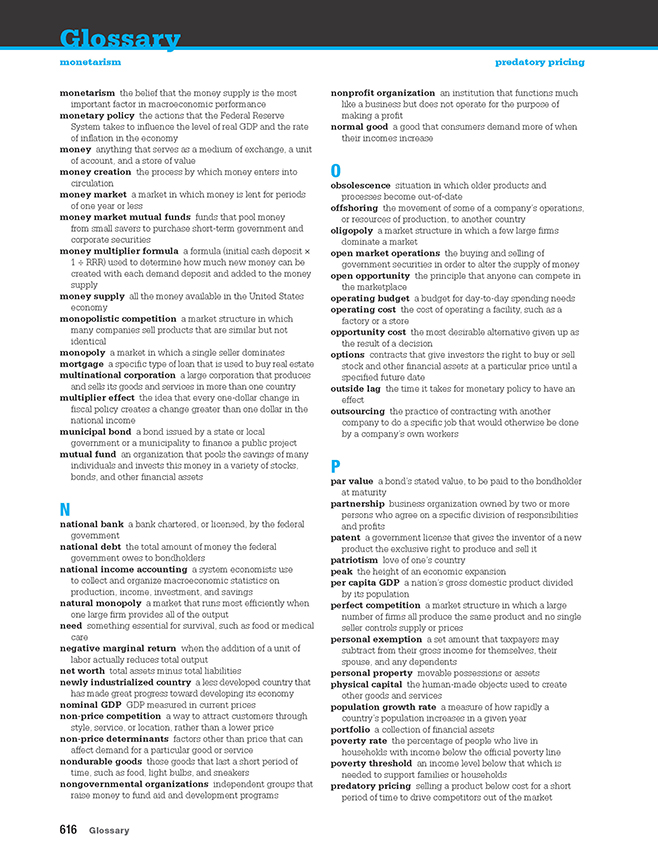 Glossary
monetarism
predatory pricing
monetarism the belief that the money supply is the most
important factor in macroeconomic performance
monetary policy the actions that the Federal Reserve
System takes to influence the level of real GDP and the rate
of inflation in the economy
money anything that serves as a medium of exchange, a unit
of account, and a store of value
money creation the process by which money enters into
circulation
money market a market in which money is lent for periods
of one year or less
money market mutual funds funds that pool money
from small savers to purchase short-term government and
corporate securities
money multiplier formula a formula (initial cash deposit ×
1 ÷ RRR) used to determine how much new money can be
created with each demand deposit and added to the money
supply
money supply all the money available in the United States
economy
monopolistic competition a market structure in which
many companies sell products that are similar but not
identical
monopoly a market in which a single seller dominates
mortgage a specific type of loan that is used to buy real estate
multinational corporation a large corporation that produces
and sells its goods and services in more than one country
multiplier effect the idea that every one-dollar change in
fiscal policy creates a change greater than one dollar in the
national income
municipal bond a bond issued by a state or local
government or a municipality to finance a public project
mutual fund an organization that pools the savings of many
individuals and invests this money in a variety of stocks,
bonds, and other financial assets
N
national bank a bank chartered, or licensed, by the federal
government
national debt the total amount of money the federal
government owes to bondholders
national income accounting a system economists use
to collect and organize macroeconomic statistics on
production, income, investment, and savings
natural monopoly a market that runs most efficiently when
one large firm provides all of the output
need something essential for survival, such as food or medical
care
negative marginal return when the addition of a unit of
labor actually reduces total output
net worth total assets minus total liabilities
newly industrialized country a less developed country that
has made great progress toward developing its economy
nominal GDP GDP measured in current prices
non-price competition a way to attract customers through
style, service, or location, rather than a lower price
non-price determinants factors other than price that can
affect demand for a particular good or service
nondurable goods those goods that last a short period of
time, such as food, light bulbs, and sneakers
nongovernmental organizations independent groups that
raise money to fund aid and development programs
nonprofit organization an institution that functions much
like a business but does not operate for the purpose of
making a profit
normal good a good that consumers demand more of when
their incomes increase
O
obsolescence situation in which older products and
processes become out-of-date
offshoring the movement of some of a company's operations,
or resources of production, to another country
oligopoly a market structure in which a few large firms
dominate a market
open market operations the buying and selling of
government securities in order to alter the supply of money
open opportunity the principle that anyone can compete in
the marketplace
operating budget a budget for day-to-day spending needs
operating cost the cost of operating a facility, such as a
factory or a store
opportunity cost the most desirable alternative given up as
the result of a decision
options contracts that give investors the right to buy or sell
stock and other financial assets at a particular price until a
specified future date
outside lag the time it takes for monetary policy to have an
effect
outsourcing the practice of contracting with another
company to do a specific job that would otherwise be done
by a company's own workers
P
par value a bond's stated value, to be paid to the bondholder
at maturity
partnership business organization owned by two or more
persons who agree on a specific division of responsibilities
and profits
patent a government license that gives the inventor of a new
product the exclusive right to produce and sell it
patriotism love of one's country
peak the height of an economic expansion
per capita GDP a nation's gross domestic product divided
by its population
perfect competition a market structure in which a large
number of firms all produce the same product and no single
seller controls supply or prices
personal exemption a set amount that taxpayers may
subtract from their gross income for themselves, their
spouse, and any dependents
personal property movable possessions or assets
physical capital the human-made objects used to create
other goods and services
population growth rate a measure of how rapidly a
country's population increases in a given year
portfolio a collection of financial assets
poverty rate the percentage of people who live in
households with income below the official poverty line
poverty threshold an income level below that which is
needed to support families or households
predatory pricing selling a product below cost for a short
period of time to drive competitors out of the market
616 Glossary